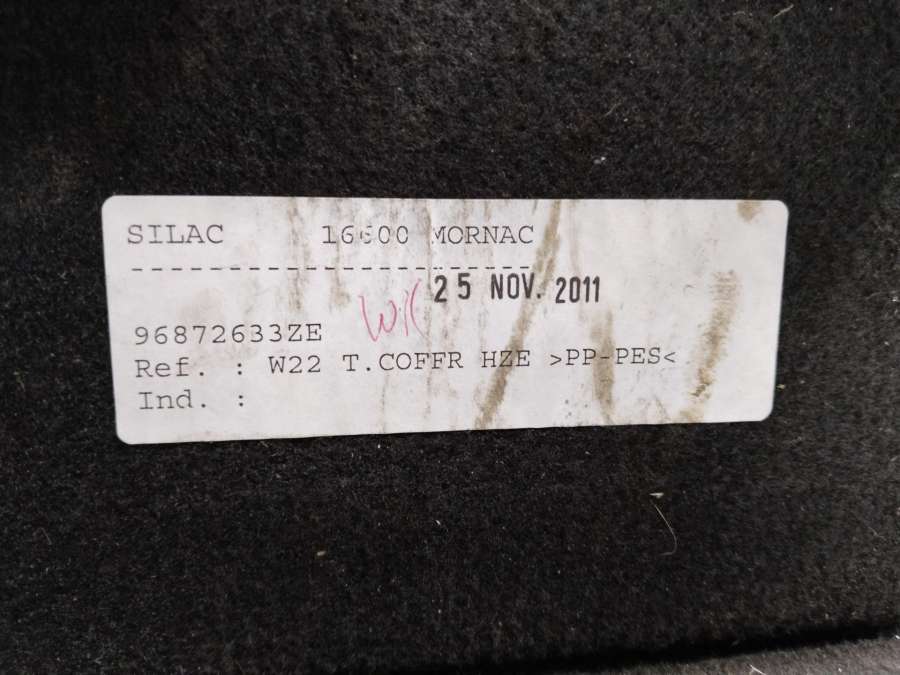 SILAC 16600 MORNAC
----------------------
25 NOV. 2011
96872633ZE
Ref. : W22 T.COFFR HZE >PP-PES<
Ind. :